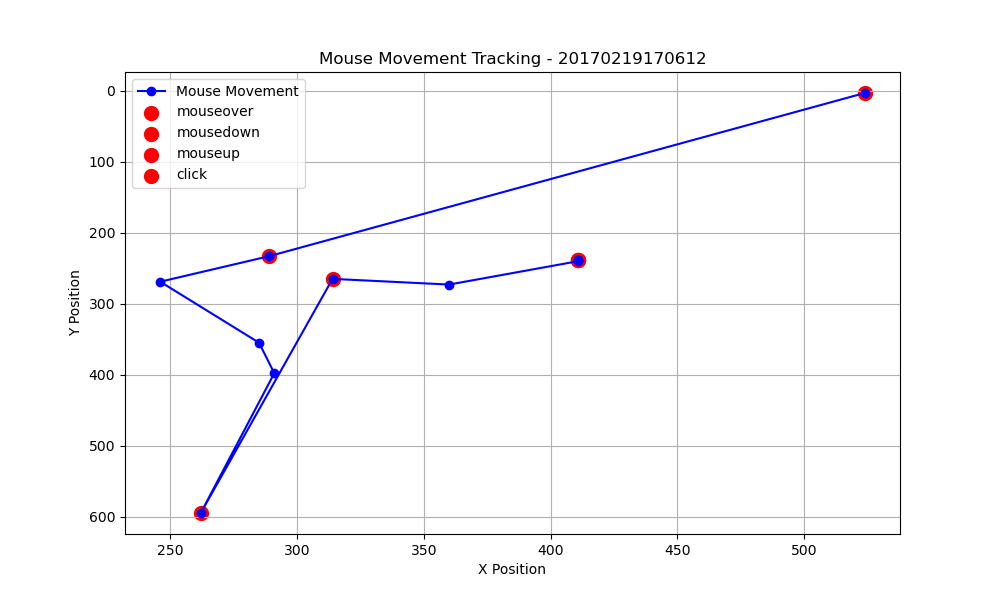 Mouse Movement Tracking - 20170219170612
Mouse Movement
mouseover
mousedown
mouseup
click
0
100
200
300
400
500
600
Y Position
250
300
350
400
450
500
X Position